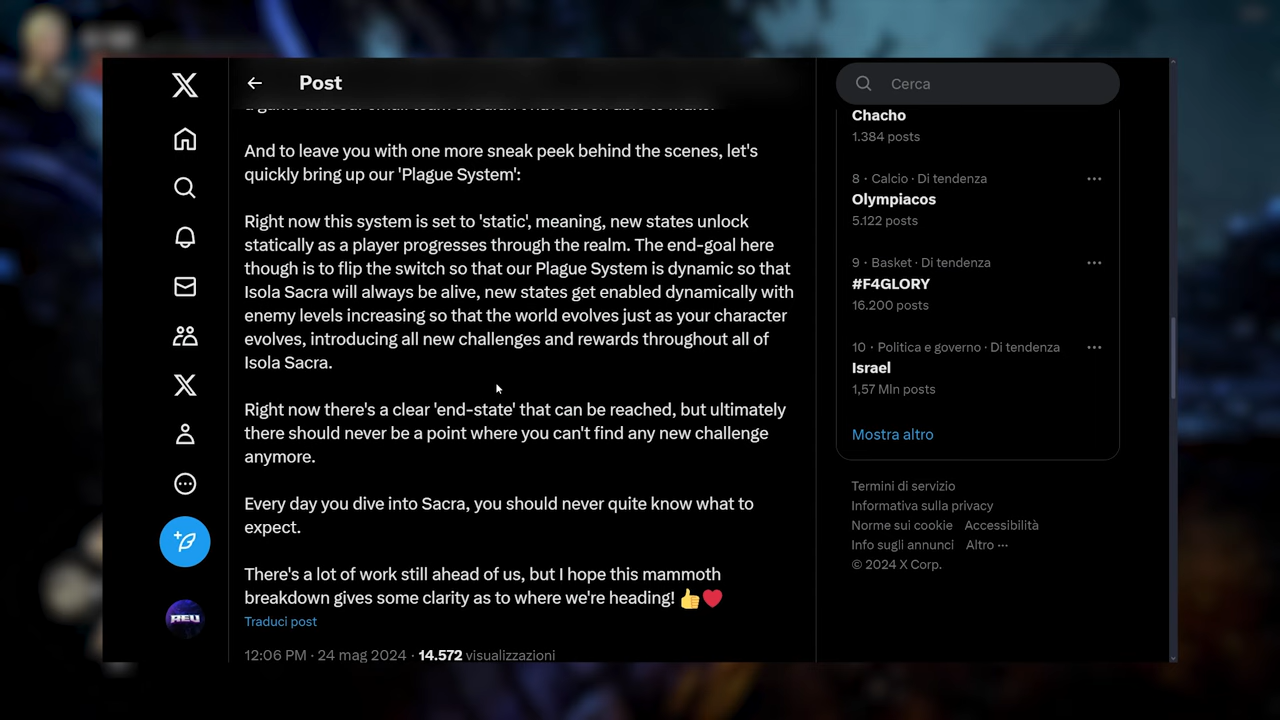 Post
And to leave you with one more sneak peek behind the scenes, let's
quickly bring up our 'Plague System':
Right now this system is set to 'static', meaning, new states unlock
statically as a player progresses through the realm. The end-goal here
though is to flip the switch so that our Plague System is dynamic so that
Isola Sacra will always be alive, new states get enabled dynamically with
enemy levels increasing so that the world evolves just as your character
evolves, introducing all new challenges and rewards throughout all of
Isola Sacra.
Right now there's a clear 'end-state' that can be reached, but ultimately
there should never be a point where you can't find any new challenge
anymore.
Every day you dive into Sacra, you should never quite know what to
expect.
There's a lot of work still ahead of us, but I hope this mammoth
breakdown gives some clarity as to where we're heading! 👍❤️
Traduci post
12:06 PM · 24 mag 2024 · 14.572 visualizzazioni
Cerca
Chacho
1.384 posts
8 · Calcio · Di tendenza
Olympiacos
5.122 posts
9 · Basket · Di tendenza
#F4GLORY
16.200 posts
10 · Politica e governo · Di tendenza
Israel
1,57 Mln posts
Mostra altro
Termini di servizio
Informativa sulla privacy
Norme sui cookie Accessibilità
Info sugli annunci Altro ···
© 2024 X Corp.